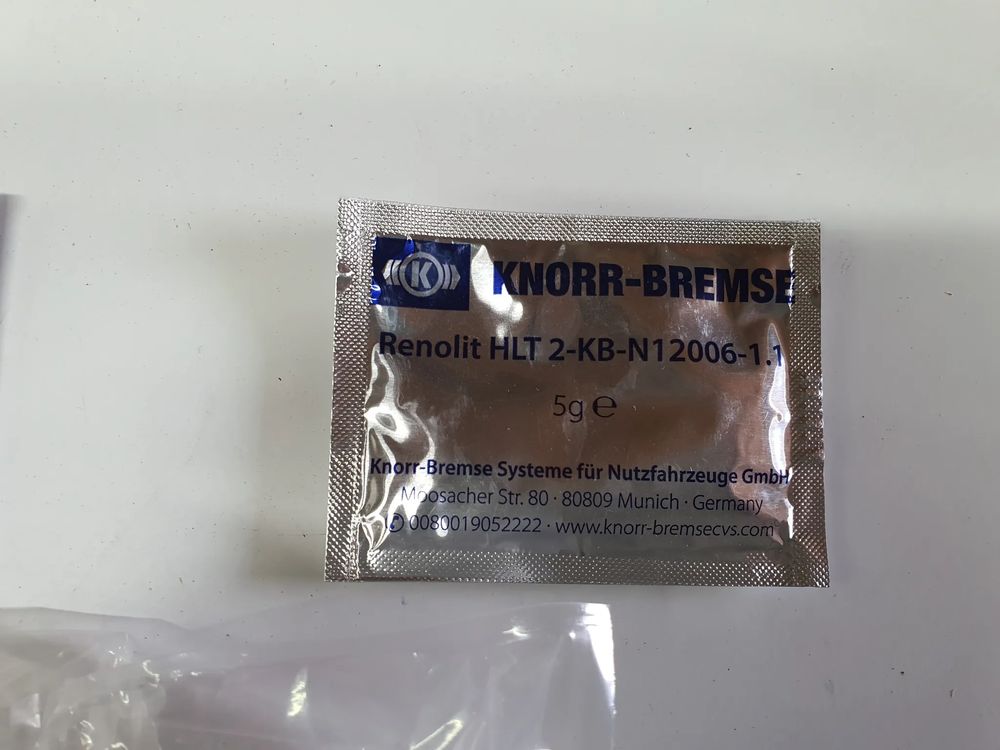 K KNORR-BREMSE
Renolit HLT 2-KB-N12006-1.1
5g ℮
Knorr-Bremse Systeme für Nutzfahrzeuge GmbH
Moosacher Str. 80 · 80809 Munich · Germany
✆ 0080019052222 · www.knorr-bremsecvs.com